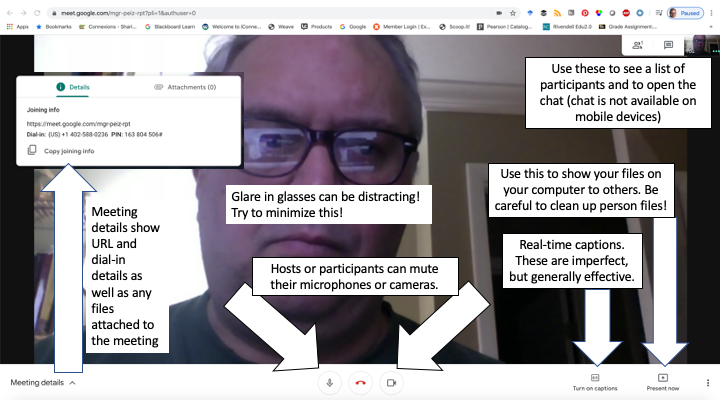 meet.google.com/mgr-peiz-rpt?pli=1&authuser=0
Paused
Apps
Bookmarks
Connexions - Shari...
G Blackboard Learn
Welcome to iConne...
Weave
Products
Google
Member Login | Ex...
Scoop.it!
Pearson | Catalog...
Rivendell Edu2.0
Grade Assignment...
Details
Attachments (0)
Joining info
https://meet.google.com/mgr-peiz-rpt
Dial-in: (US) +1 402-588-0236 PIN: 163 804 506#
Copy joining info
Use these to see a list of
participants and to open the
chat (chat is not available on
mobile devices)
Use this to show your files on
your computer to others. Be
careful to clean up person files!
Glare in glasses can be distracting!
Try to minimize this!
Meeting
details show
URL and
dial-in
details as
well as any
files
attached to
the meeting
Real-time captions.
These are imperfect,
but generally effective.
Hosts or participants can mute
their microphones or cameras.
Meeting details
Turn on captions
Present now